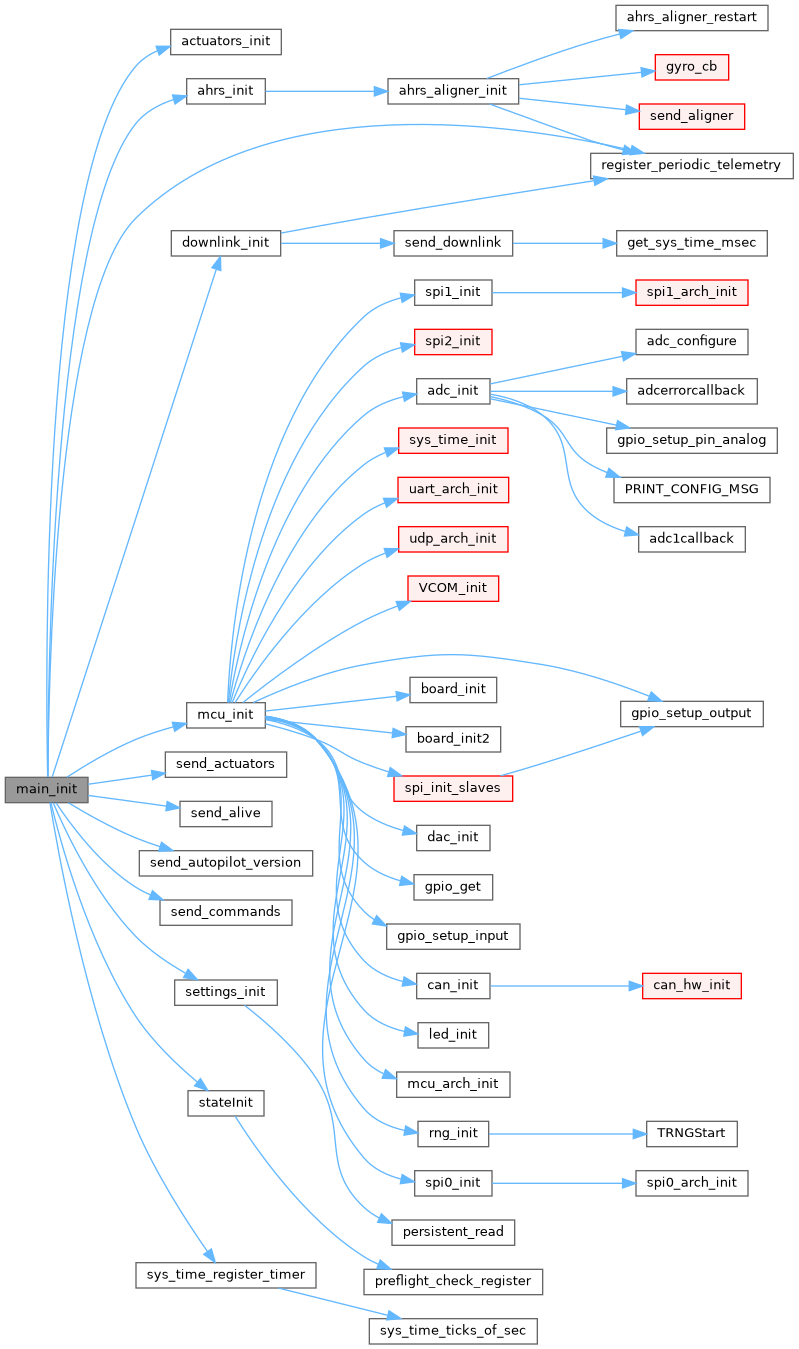 ahrs_aligner_restart
actuators_init
gyro_cb
ahrs_init
ahrs_aligner_init
send_aligner
register_periodic_telemetry
downlink_init
send_downlink
get_sys_time_msec
spi1_init
spi1_arch_init
spi2_init
adc_configure
adc_init
adcerrorcallback
sys_time_init
gpio_setup_pin_analog
uart_arch_init
PRINT_CONFIG_MSG
udp_arch_init
adc1callback
VCOM_init
board_init
mcu_init
gpio_setup_output
board_init2
send_actuators
main_init
spi_init_slaves
send_alive
dac_init
send_autopilot_version
gpio_get
send_commands
gpio_setup_input
settings_init
can_init
can_hw_init
led_init
mcu_arch_init
stateInit
rng_init
TRNGStart
spi0_init
spi0_arch_init
persistent_read
sys_time_register_timer
preflight_check_register
sys_time_ticks_of_sec